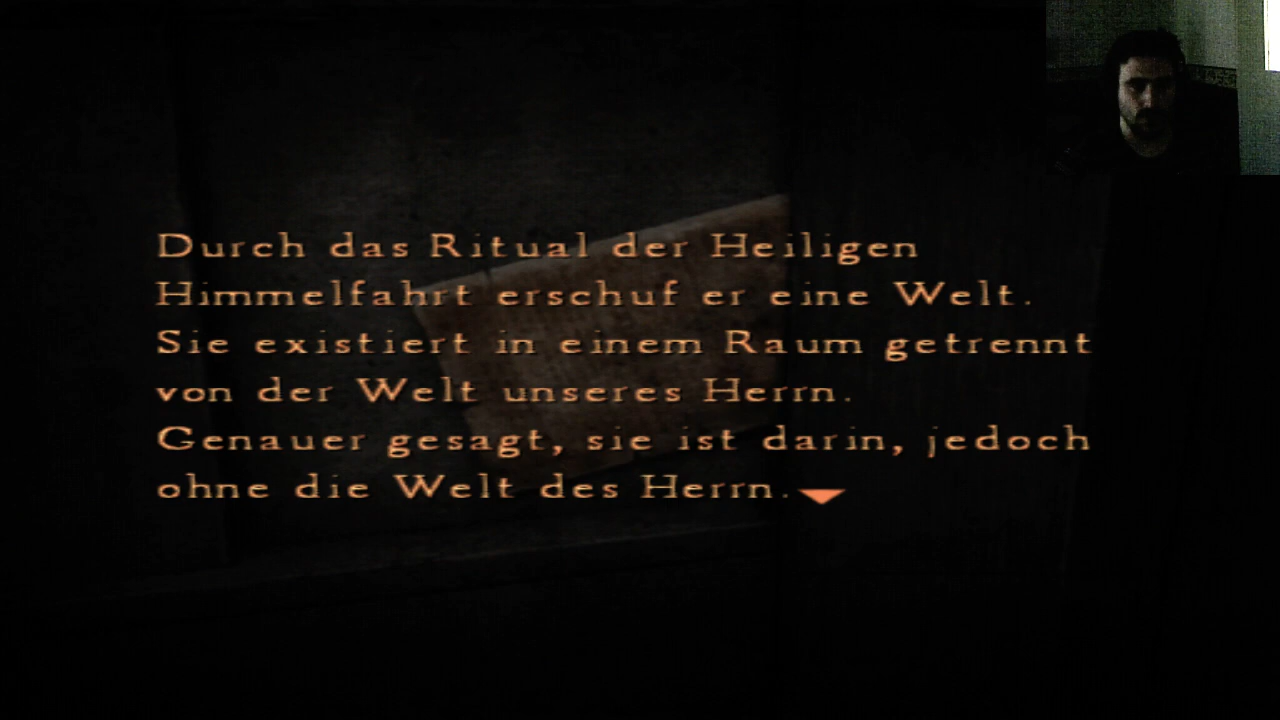 Durch das Ritual der Heiligen
Himmelfahrt erschuf er eine Welt.
Sie existiert in einem Raum getrennt
von der Welt unseres Herrn.
Genauer gesagt, sie ist darin, jedoch
ohne die Welt des Herrn.